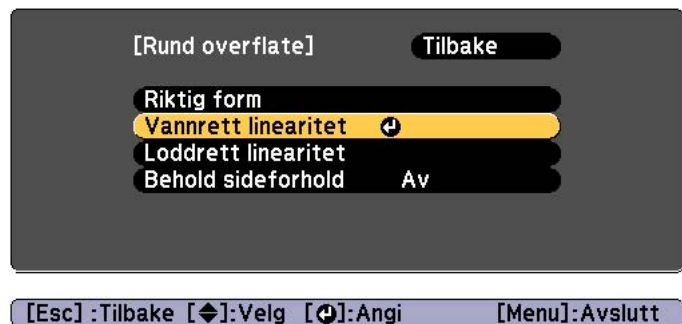 [Rund overflate] Tilbake
Riktig form
Vannrett linearitet
Loddrett linearitet
Behold sideforhold Av
[Esc] :Tilbake [◆]:Velg [↵]:Angi [Menu]:Avslutt